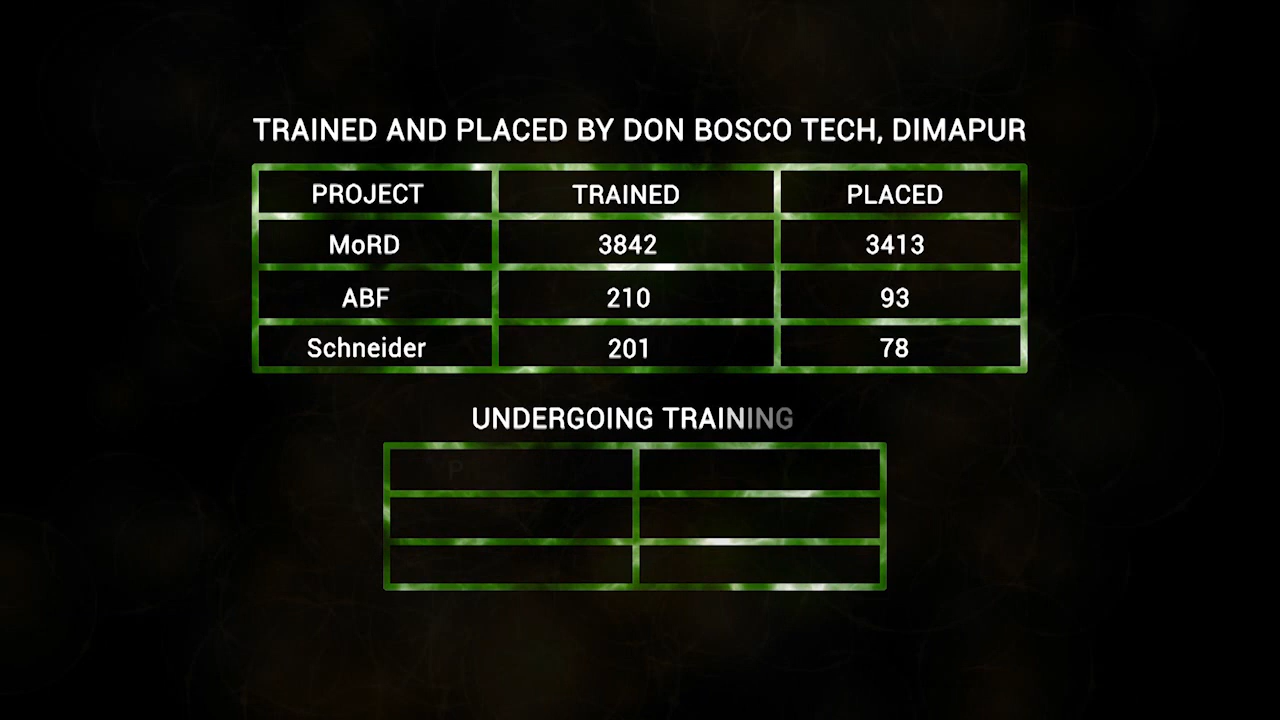 TRAINED AND PLACED BY DON BOSCO TECH, DIMAPUR
PROJECT TRAINED PLACED
MoRD 3842 3413
ABF 210 93
Schneider 201 78
UNDERGOING TRAINING
P